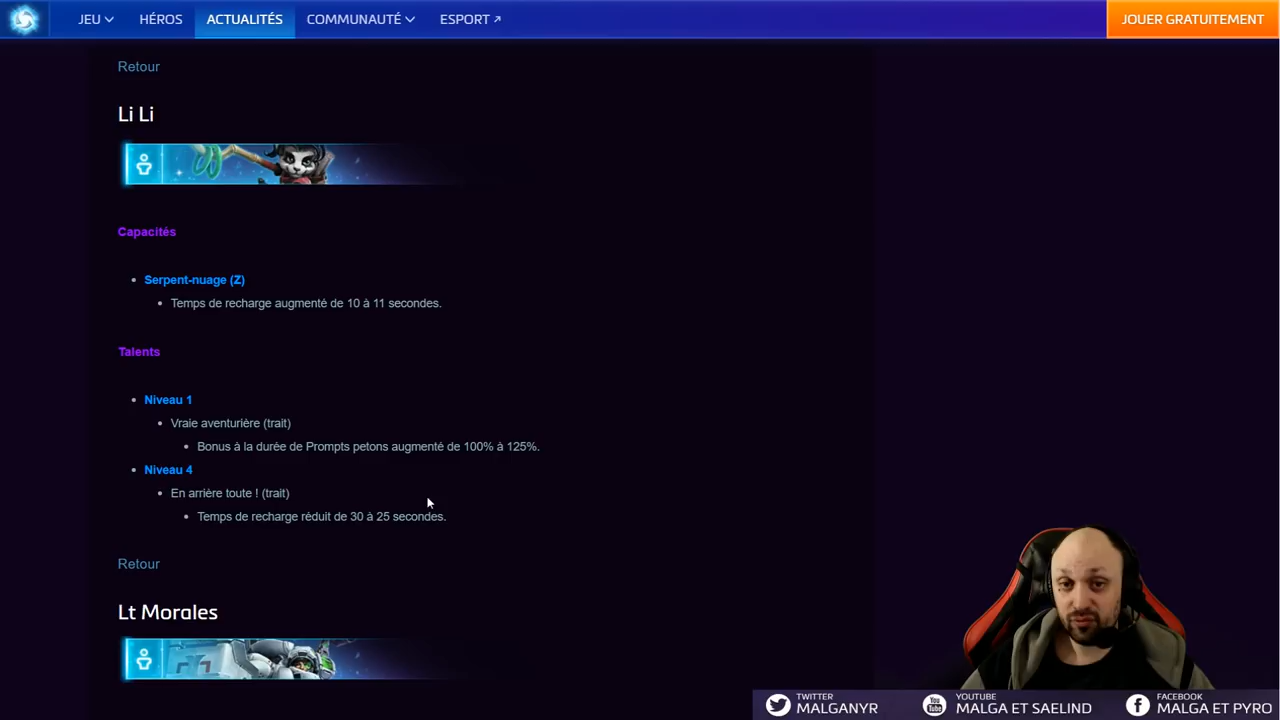 JEU
HÉROS
ACTUALITÉS
COMMUNAUTÉ
ESPORT
JOUER GRATUITEMENT
Retour
Li Li
Capacités
Serpent-nuage (Z)
Temps de recharge augmenté de 10 à 11 secondes.
Talents
Niveau 1
Vraie aventurière (trait)
Bonus à la durée de Prompts petons augmenté de 100% à 125%.
Niveau 4
En arrière toute ! (trait)
Temps de recharge réduit de 30 à 25 secondes.
Retour
Lt Morales
TWITTER
MALGANYR
YOUTUBE
MALGA ET SAELIND
FACEBOOK
MALGA ET PYRO